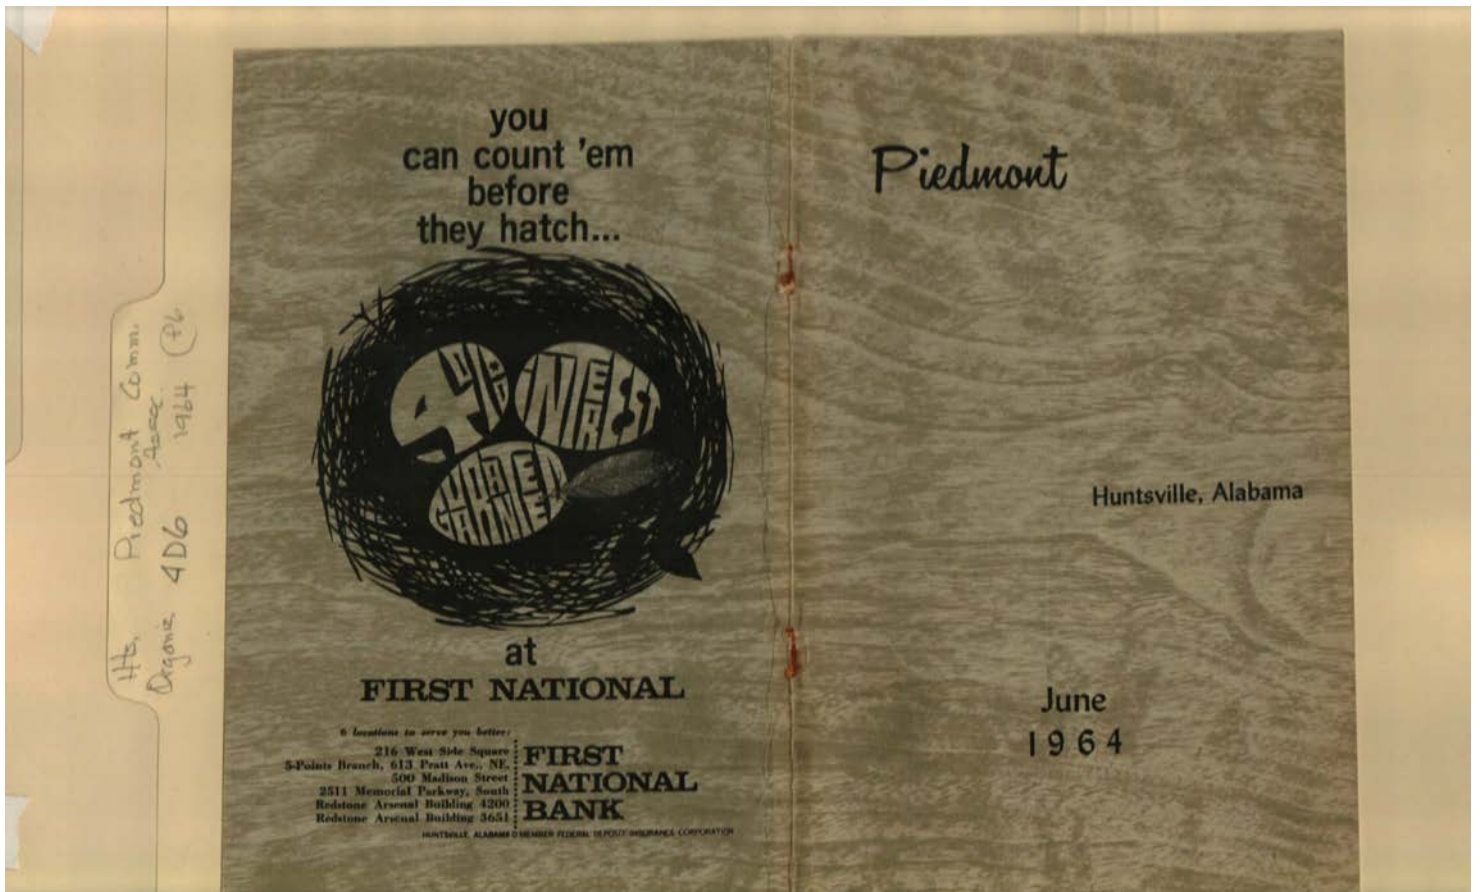 Hts. Piedmont Comm.
Assoc.
Organiz. 4D6 1964
you
can count 'em
before
they hatch...
4%
INTEREST
GUARANTEED
at
FIRST NATIONAL
6 locations to serve you better:
216 West Side Square
5-Points Branch, 613 Pratt Ave., NE.
500 Madison Street
2511 Memorial Parkway, South
Redstone Arsenal Building 4200
Redstone Arsenal Building 3651
FIRST
NATIONAL
BANK
HUNTSVILLE, ALABAMA MEMBER FEDERAL DEPOSIT INSURANCE CORPORATION
Piedmont
Huntsville, Alabama
June
1964